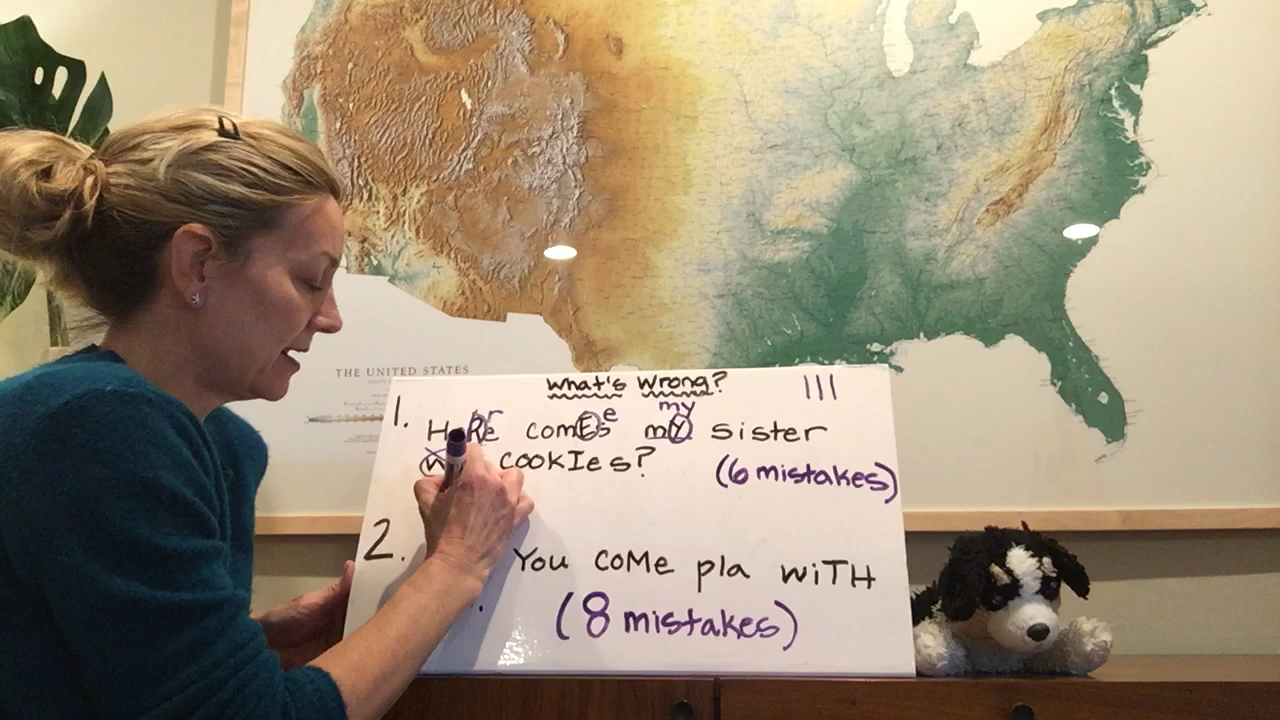 THE UNITED STATES
What's Wrong?
III
1. HeRe comEs mY sister
r e my
cookIes? (6 mistakes)
2. You coMe pla wiTH
(8 mistakes)